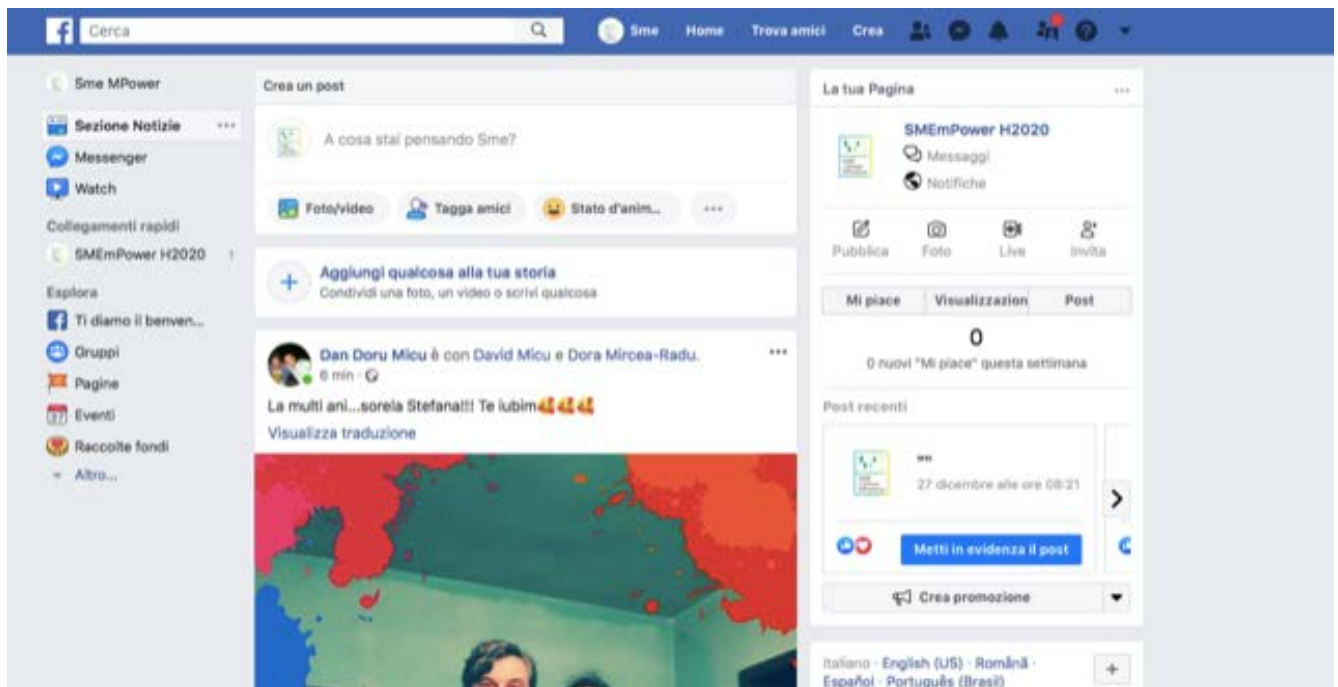 Cerca
Sme Home Trova amici Crea
Sme MPower
Sezione Notizie
Messenger
Watch
Collegamenti rapidi
SMEmPower H2020 1
Esplora
Ti diamo il benven...
Gruppi
Pagine
Eventi
Raccolte fondi
Altro...
Crea un post
A cosa stai pensando Sme?
Foto/video Tagga amici Stato d'anim...
Aggiungi qualcosa alla tua storia
Condividi una foto, un video o scrivi qualcosa
Dan Doru Micu è con David Micu e Dora Mircea-Radu.
6 min
La multi ani...sorela Stefana!!! Te iubim🥰🥰🥰
Visualizza traduzione
La tua Pagina
SMEmPower H2020
Messaggi
Notifiche
Pubblica Foto Live Invita
Mi piace Visualizzazion Post
0
0 nuovi "Mi piace" questa settimana
Post recenti
""
27 dicembre alle ore 08:21
Metti in evidenza il post
Crea promozione
Italiano · English (US) · Română ·
Español · Português (Brasil)